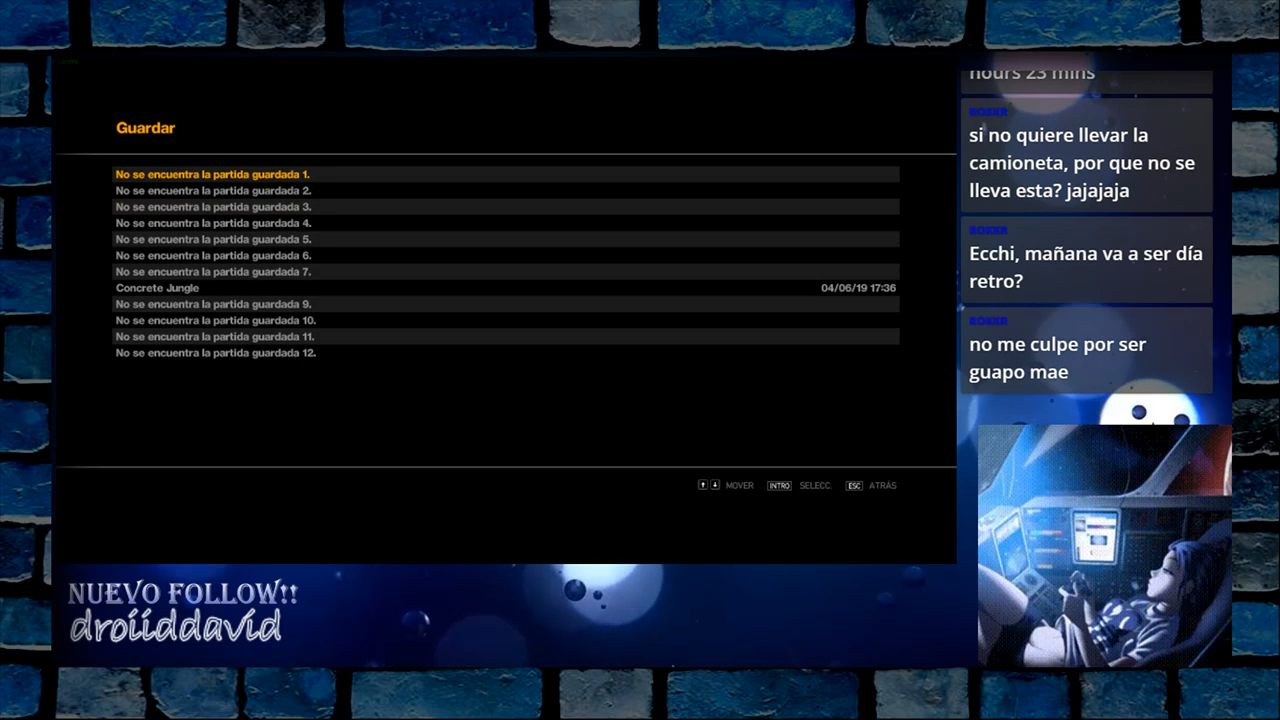 Guardar
No se encuentra la partida guardada 1.
No se encuentra la partida guardada 2.
No se encuentra la partida guardada 3.
No se encuentra la partida guardada 4.
No se encuentra la partida guardada 5.
No se encuentra la partida guardada 6.
No se encuentra la partida guardada 7.
Concrete Jungle 04/06/19 17:36
No se encuentra la partida guardada 9.
No se encuentra la partida guardada 10.
No se encuentra la partida guardada 11.
No se encuentra la partida guardada 12.
MOVER INTRO SELECC. ESC ATRÁS
NUEVO FOLLOW!!
droiiddavid
hours 23 mins
si no quiere llevar la
camioneta, por que no se
lleva esta? jajajaja
Ecchi, mañana va a ser día
retro?
no me culpe por ser
guapo mae